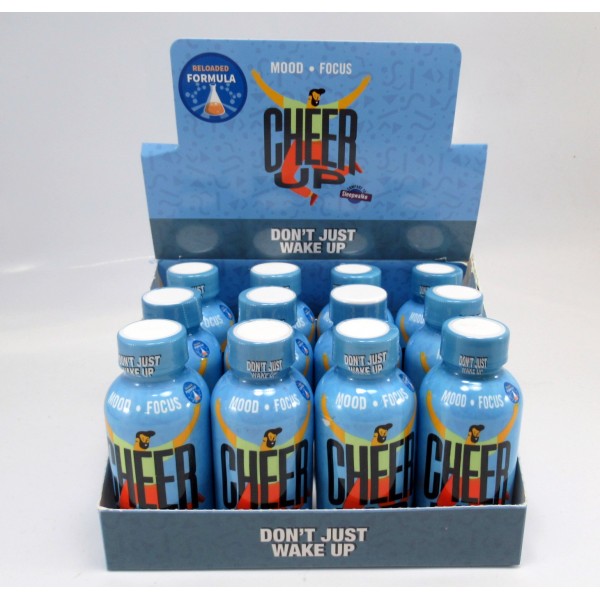 RELOADED
FORMULA
MOOD • FOCUS
CHEER
UP
Sleepwalker
DON'T JUST
WAKE UP
DON'T JUST
WAKE UP
DON'T JUST
WAKE UP
DON'T JUST
WAKE UP
DON'T JUST
WAKE UP
MOOD • FOCUS
MOOD • FOCUS
MOOD • FOCUS
MOOD • FOCUS
CHEER
CHEER
CHEER
CHEER
DON'T JUST
WAKE UP